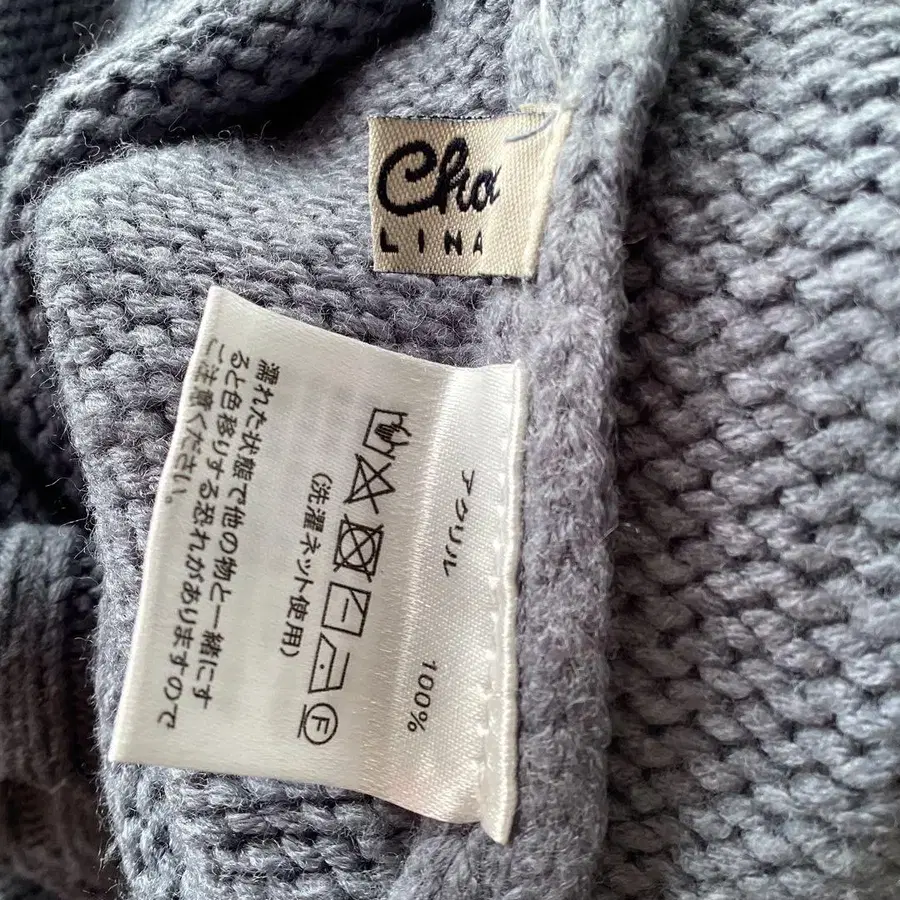 Cha
LINA
アクリル 100%
(洗濯ネット使用)
濡れた状態で他の物と一緒にす
ると色移りする恐れがありますので
ご注意ください。